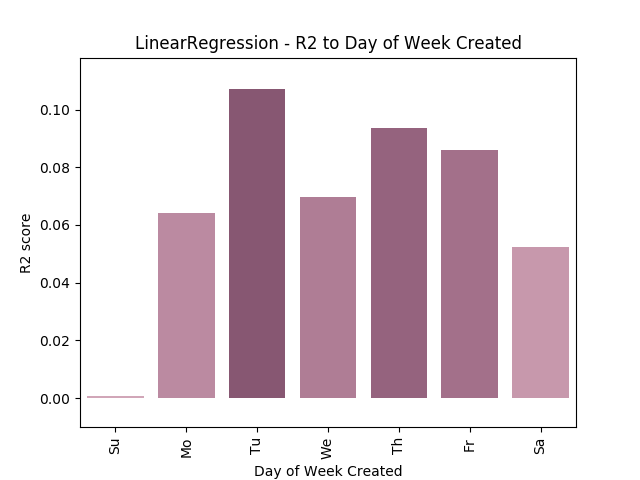 LinearRegression - R2 to Day of Week Created
0.10
0.08
0.06
0.04
0.02
0.00
R2 score
Su Mo Tu We Th Fr Sa
Day of Week Created